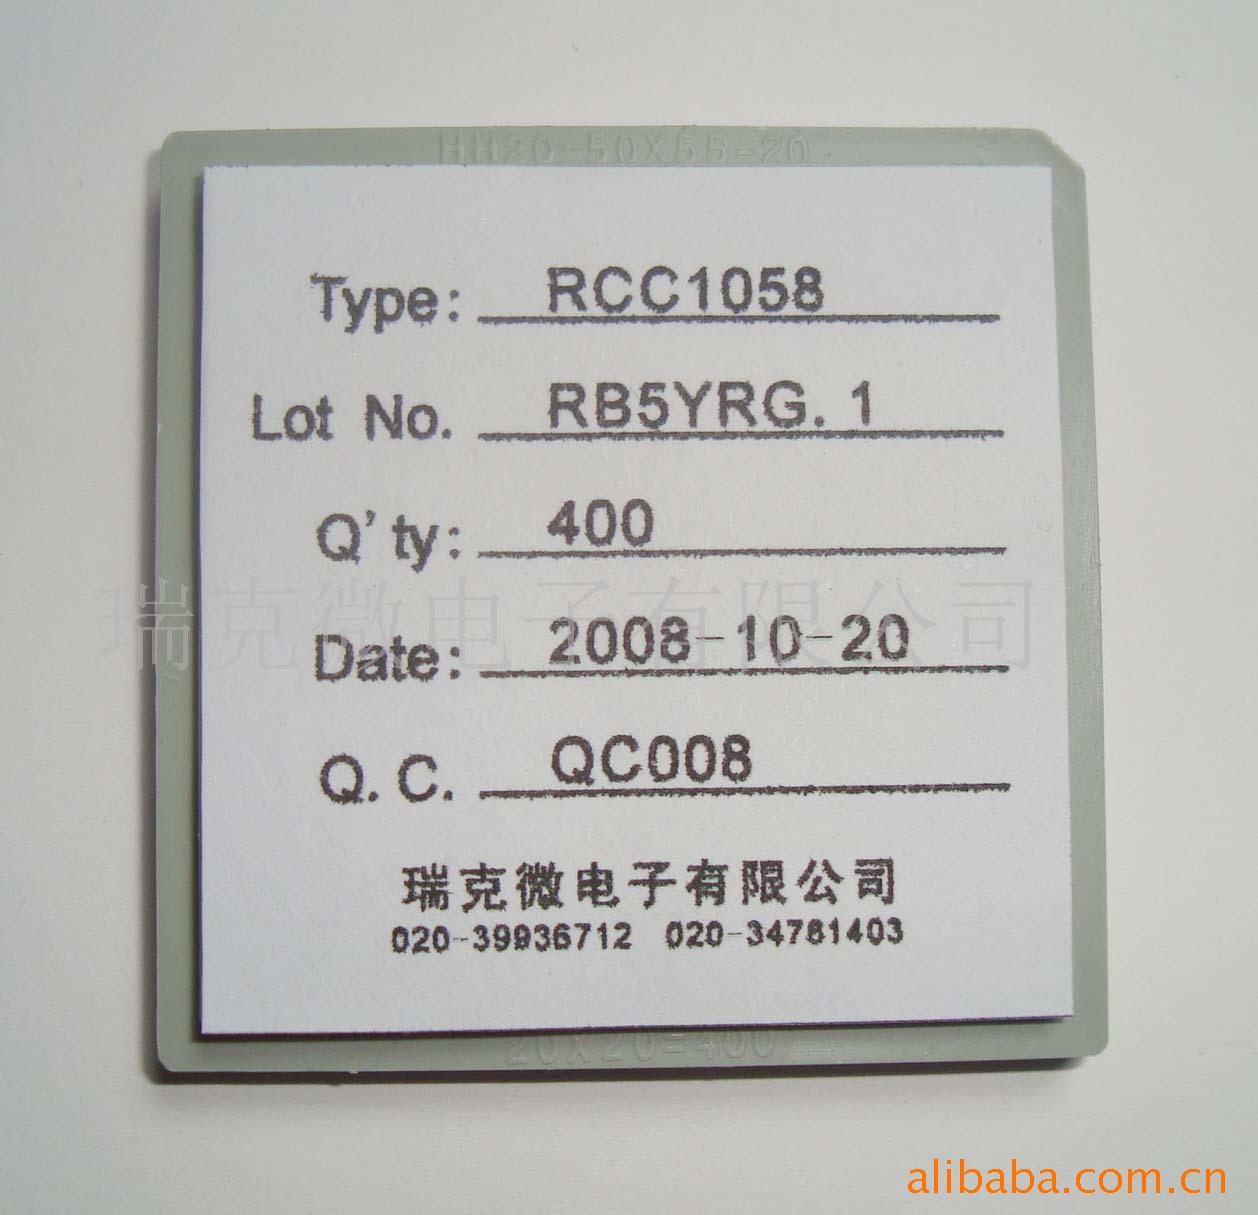 HH20-50X55-20
Type: RCC1058
Lot No. RB5YRG.1
Q'ty: 400
瑞克微电子有限公司
Date: 2008-10-20
Q.C. QC008
瑞克微电子有限公司
020-39936712 020-34781403
20X20=400
alibaba.com.cn